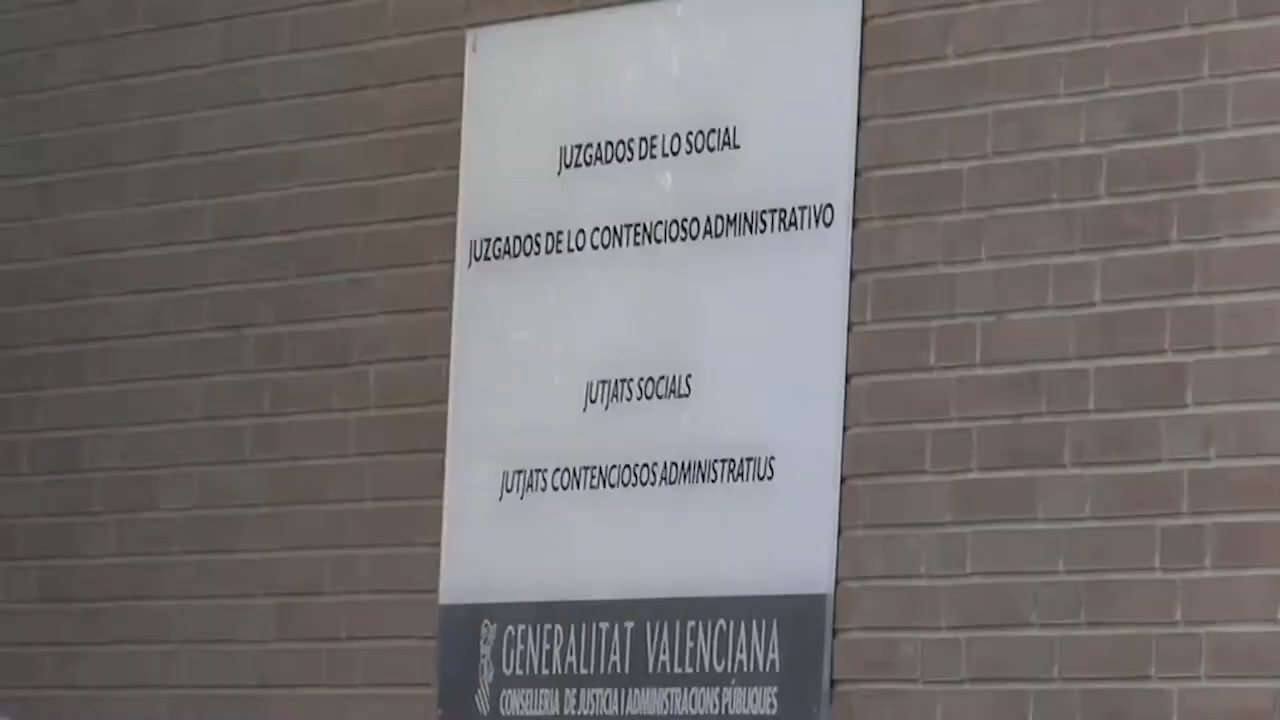 JUZGADOS DE LO SOCIAL
JUZGADOS DE LO CONTENCIOSO ADMINISTRATIVO
JUTJATS SOCIALS
JUTJATS CONTENCIOSOS ADMINISTRATIUS
GENERALITAT VALENCIANA
CONSELLERIA DE JUSTICIA I ADMINISTRACIONS PÚBLIQUES